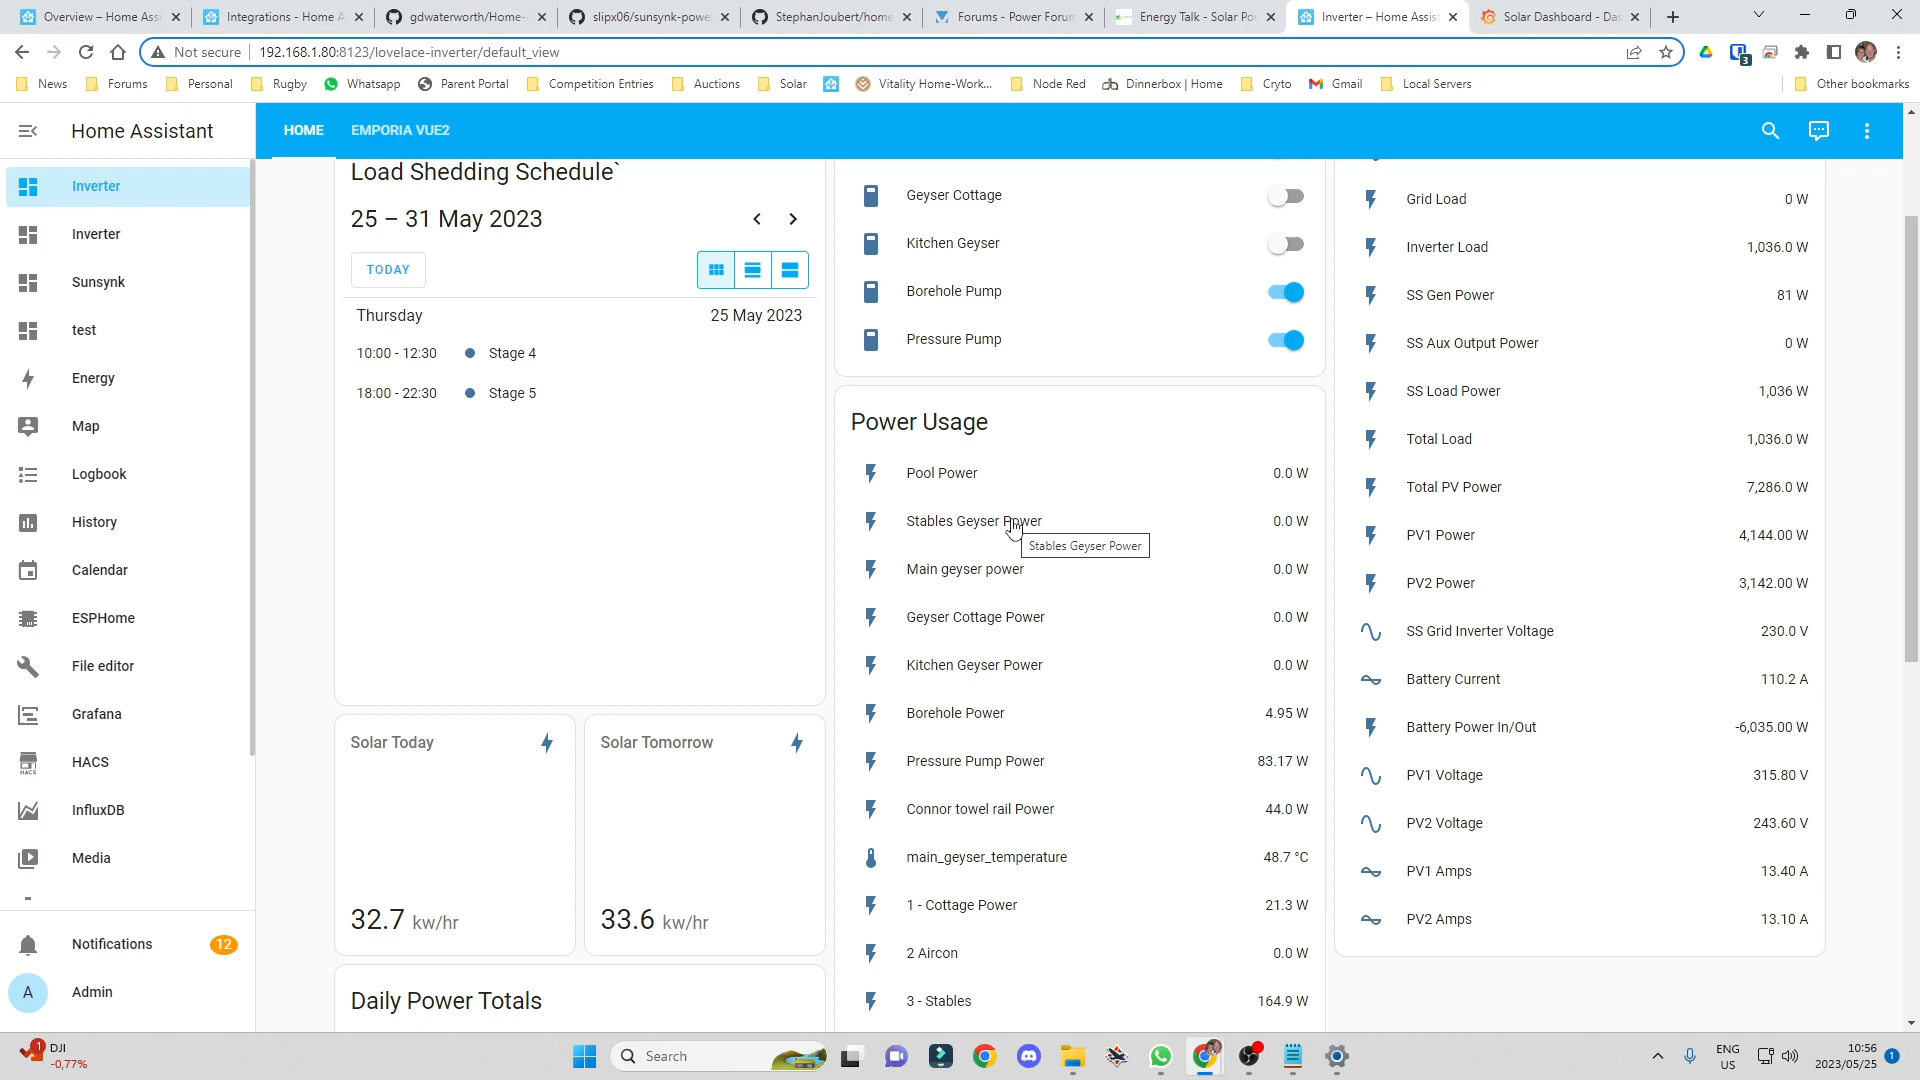 Overview – Home Assi
Integrations - Home A
gdwaterworth/Home-
slipx06/sunsynk-powe
StephanJoubert/home
Forums - Power Forum
Energy Talk - Solar Po
Inverter – Home Assist
Solar Dashboard - Das
Not secure
192.168.1.80:8123/lovelace-inverter/default_view
3
News
Forums
Personal
Rugby
Whatsapp
Parent Portal
Competition Entries
Auctions
Solar
Vitality Home-Work...
Node Red
Dinnerbox | Home
Cryto
Gmail
Local Servers
Other bookmarks
Home Assistant
HOME
EMPORIA VUE2
Inverter
Inverter
Sunsynk
test
Energy
Map
Logbook
History
Calendar
ESPHome
File editor
Grafana
HACS
HACS
InfluxDB
Media
Notifications
12
A
Admin
Load Shedding Schedule`
25 – 31 May 2023
TODAY
Thursday
25 May 2023
10:00 - 12:30
Stage 4
18:00 - 22:30
Stage 5
Solar Today
32.7 kw/hr
Solar Tomorrow
33.6 kw/hr
Daily Power Totals
Geyser Cottage
Kitchen Geyser
Borehole Pump
Pressure Pump
Power Usage
Pool Power
0.0 W
Stables Geyser Power
0.0 W
Stables Geyser Power
Main geyser power
0.0 W
Geyser Cottage Power
0.0 W
Kitchen Geyser Power
0.0 W
Borehole Power
4.95 W
Pressure Pump Power
83.17 W
Connor towel rail Power
44.0 W
main_geyser_temperature
48.7 °C
1 - Cottage Power
21.3 W
2 Aircon
0.0 W
3 - Stables
164.9 W
Grid Load
0 W
Inverter Load
1,036.0 W
SS Gen Power
81 W
SS Aux Output Power
0 W
SS Load Power
1,036 W
Total Load
1,036.0 W
Total PV Power
7,286.0 W
PV1 Power
4,144.00 W
PV2 Power
3,142.00 W
SS Grid Inverter Voltage
230.0 V
Battery Current
110.2 A
Battery Power In/Out
-6,035.00 W
PV1 Voltage
315.80 V
PV2 Voltage
243.60 V
PV1 Amps
13.40 A
PV2 Amps
13.10 A
1
DJI
-0,77%
Search
ENG
US
10:56
2023/05/25
1